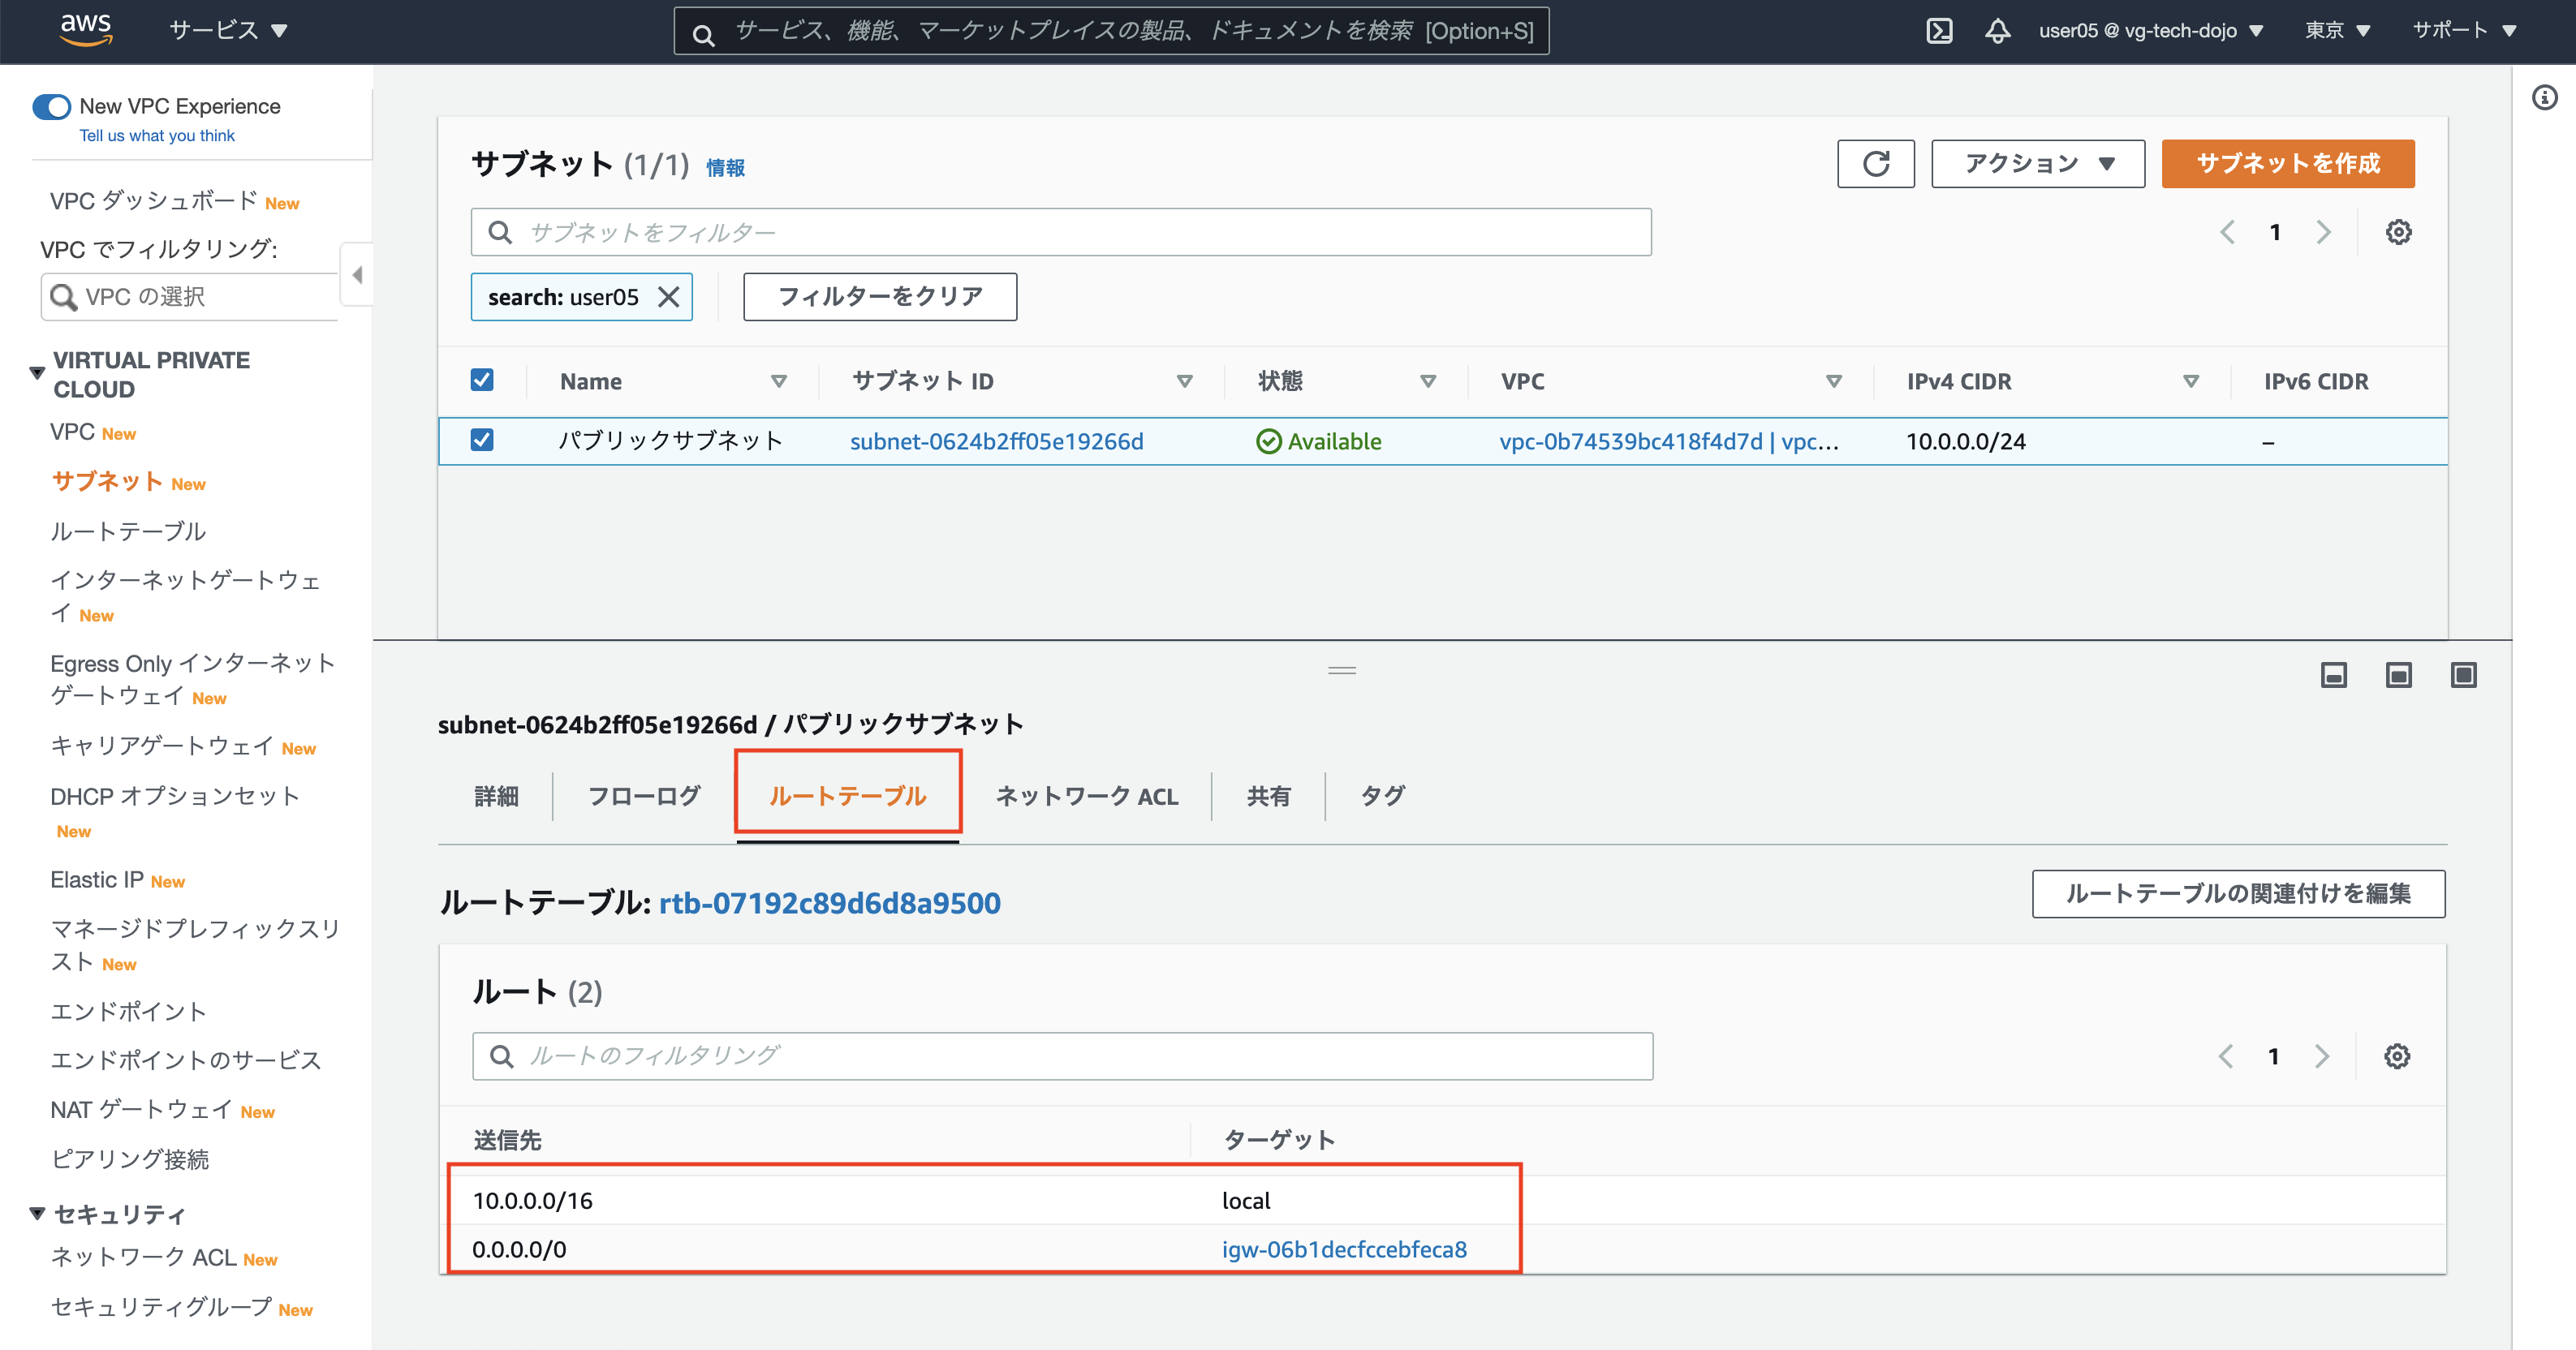 aws
サービス ▼
サービス、機能、マーケットプレイスの製品、ドキュメントを検索 [Option+S]
user05 @ vg-tech-dojo ▼
東京 ▼
サポート ▼
New VPC Experience
Tell us what you think
VPC ダッシュボード New
VPC でフィルタリング:
VPC の選択
VIRTUAL PRIVATE
CLOUD
VPC New
サブネット New
ルートテーブル
インターネットゲートウェ
イ New
Egress Only インターネット
ゲートウェイ New
キャリアゲートウェイ New
DHCP オプションセット
New
Elastic IP New
マネージドプレフィックスリ
スト New
エンドポイント
エンドポイントのサービス
NAT ゲートウェイ New
ピアリング接続
セキュリティ
ネットワーク ACL New
セキュリティグループ New
サブネット (1/1) 情報
アクション ▼
サブネットを作成
サブネットをフィルター
1
search: user05
フィルターをクリア
Name サブネット ID 状態 VPC IPv4 CIDR IPv6 CIDR
パブリックサブネット subnet-0624b2ff05e19266d Available vpc-0b74539bc418f4d7d | vpc… 10.0.0.0/24 –
subnet-0624b2ff05e19266d / パブリックサブネット
詳細 フローログ ルートテーブル ネットワーク ACL 共有 タグ
ルートテーブル: rtb-07192c89d6d8a9500
ルートテーブルの関連付けを編集
ルート (2)
ルートのフィルタリング
1
送信先 ターゲット
10.0.0.0/16 local
0.0.0.0/0 igw-06b1decfccebfeca8